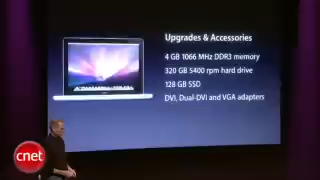 Upgrades & Accessories
4 GB 1066 MHz DDR3 memory
320 GB 5400 rpm hard drive
128 GB SSD
DVI, Dual-DVI and VGA adapters
cnet